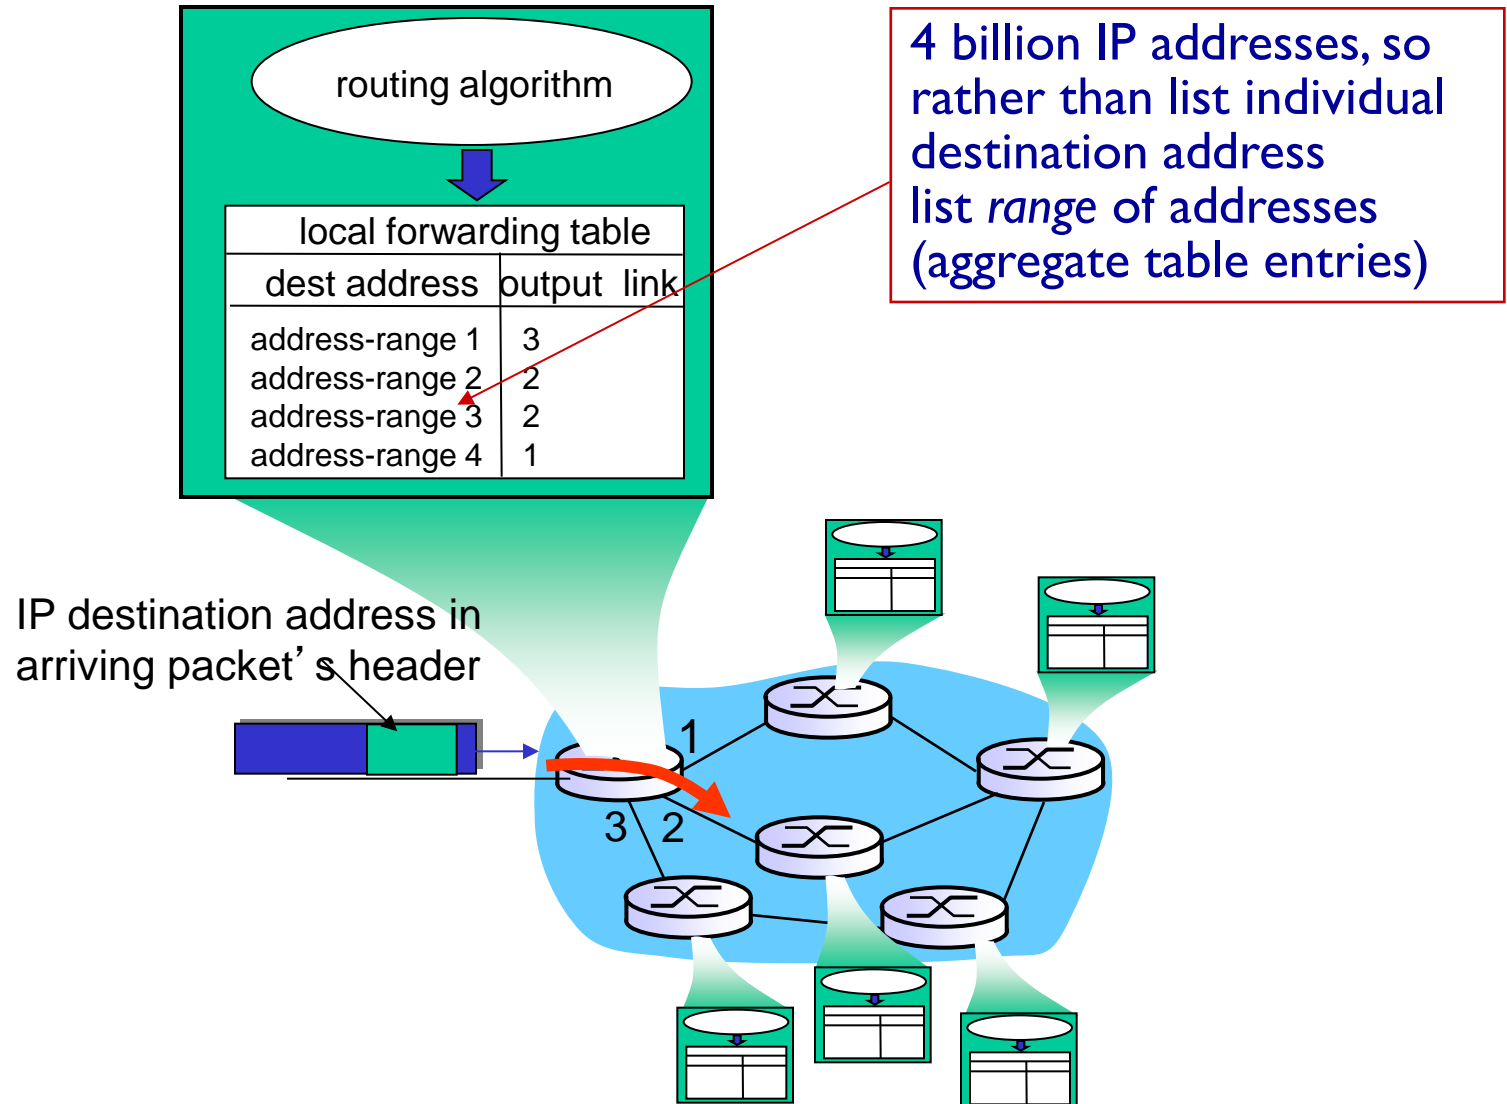 routing algorithm
local forwarding table
dest address output link
address-range 1 3
address-range 2 2
address-range 3 2
address-range 4 1
4 billion IP addresses, so
rather than list individual
destination address
list range of addresses
(aggregate table entries)
IP destination address in
arriving packet’s header
1
3 2